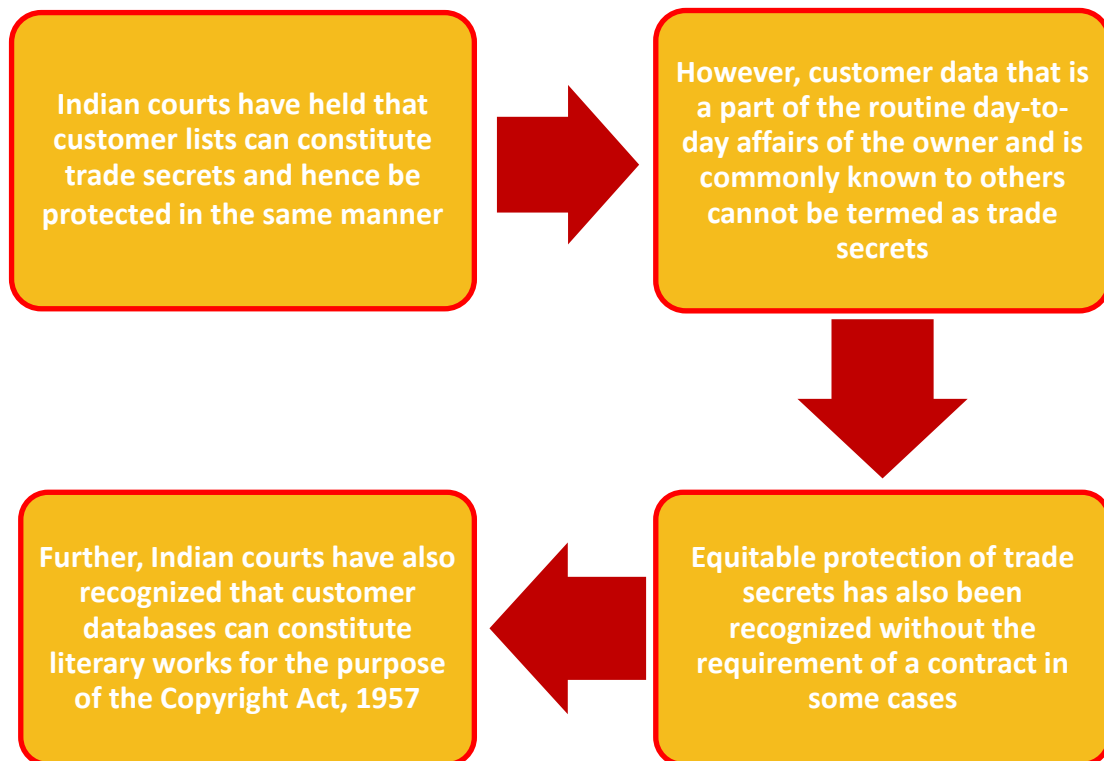 Indian courts have held that
customer lists can constitute
trade secrets and hence be
protected in the same manner
However, customer data that is
a part of the routine day-to-
day affairs of the owner and is
commonly known to others
cannot be termed as trade
secrets
Equitable protection of trade
secrets has also been
recognized without the
requirement of a contract in
some cases
Further, Indian courts have also
recognized that customer
databases can constitute
literary works for the purpose
of the Copyright Act, 1957